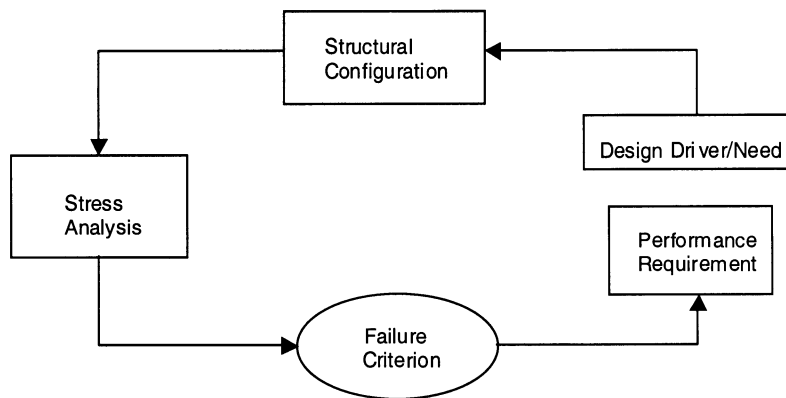 Structural
Configuration
Design Driver/Need
Stress
Analysis
Performance
Requirement
Failure
Criterion